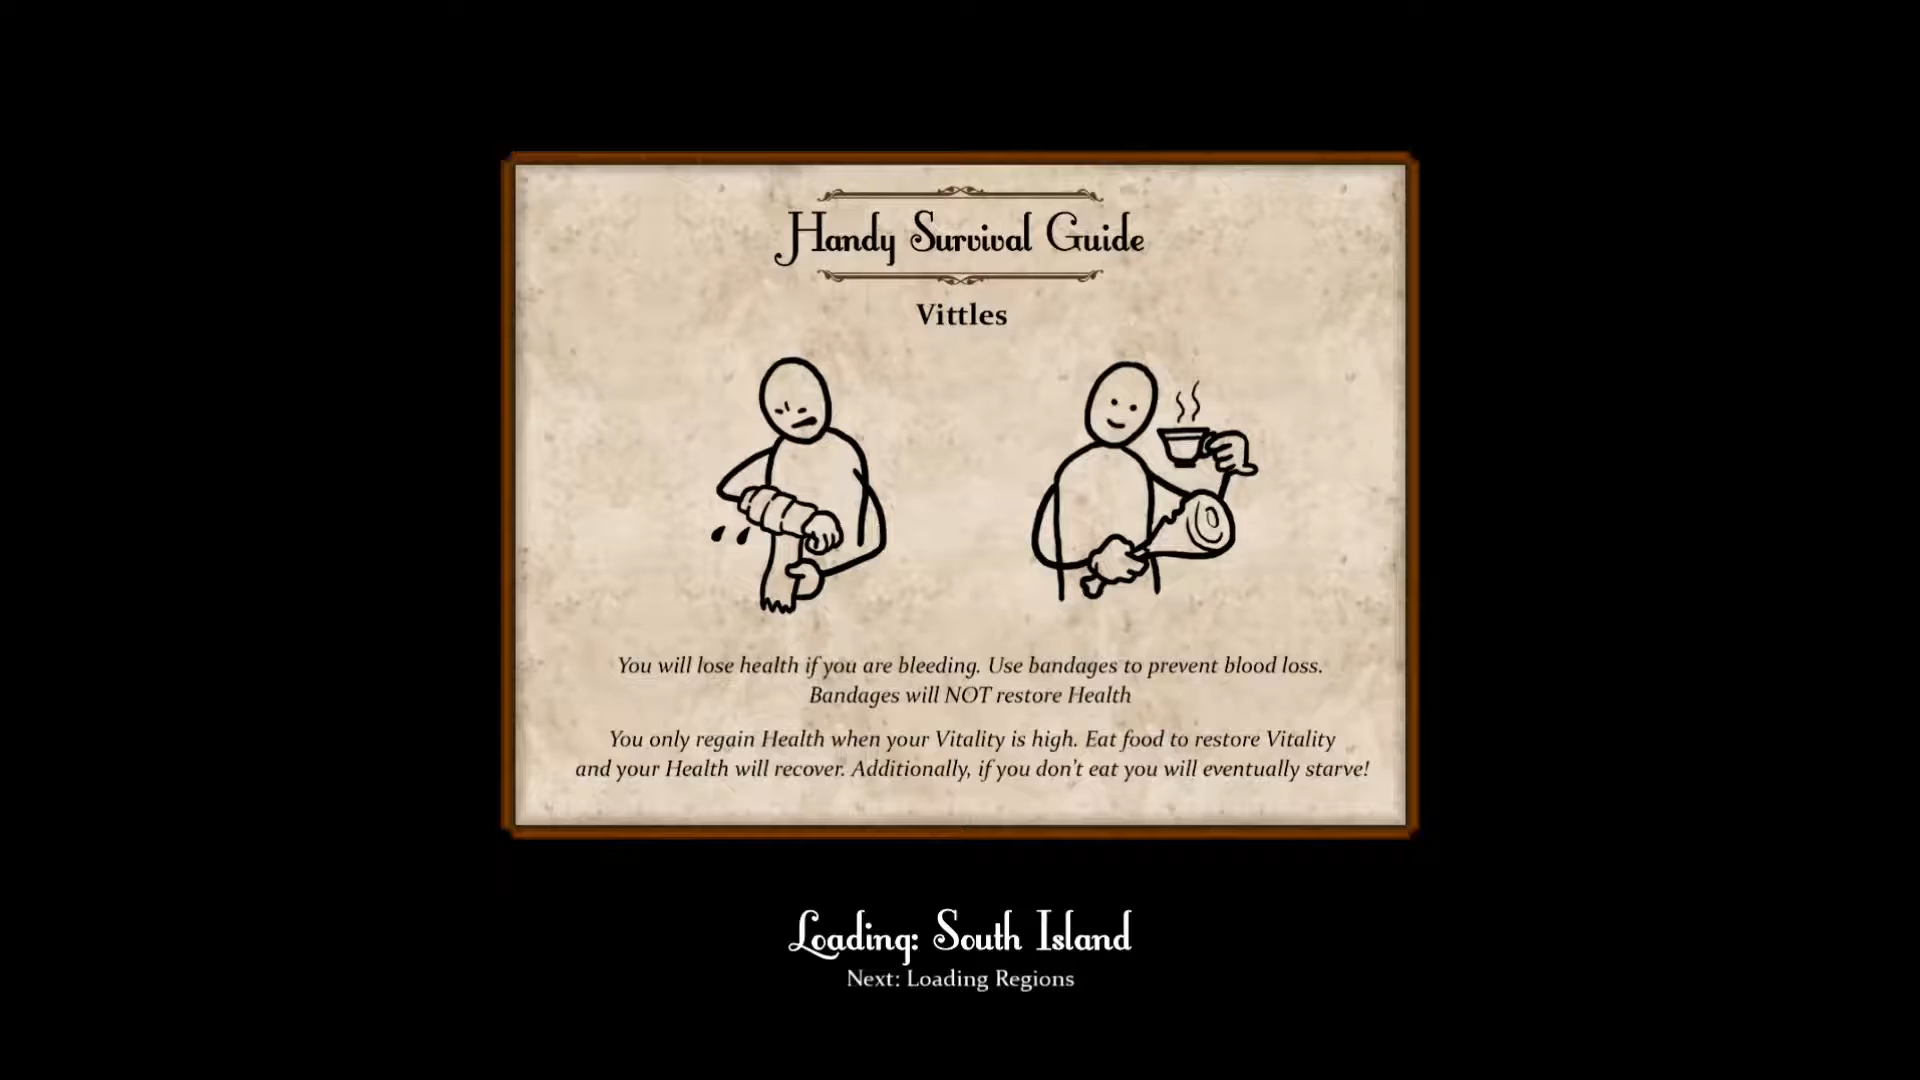 Handy Survival Guide
Vittles
You will lose health if you are bleeding. Use bandages to prevent blood loss.
Bandages will NOT restore Health
You only regain Health when your Vitality is high. Eat food to restore Vitality
and your Health will recover. Additionally, if you don't eat you will eventually starve!
Loading: South Island
Next: Loading Regions